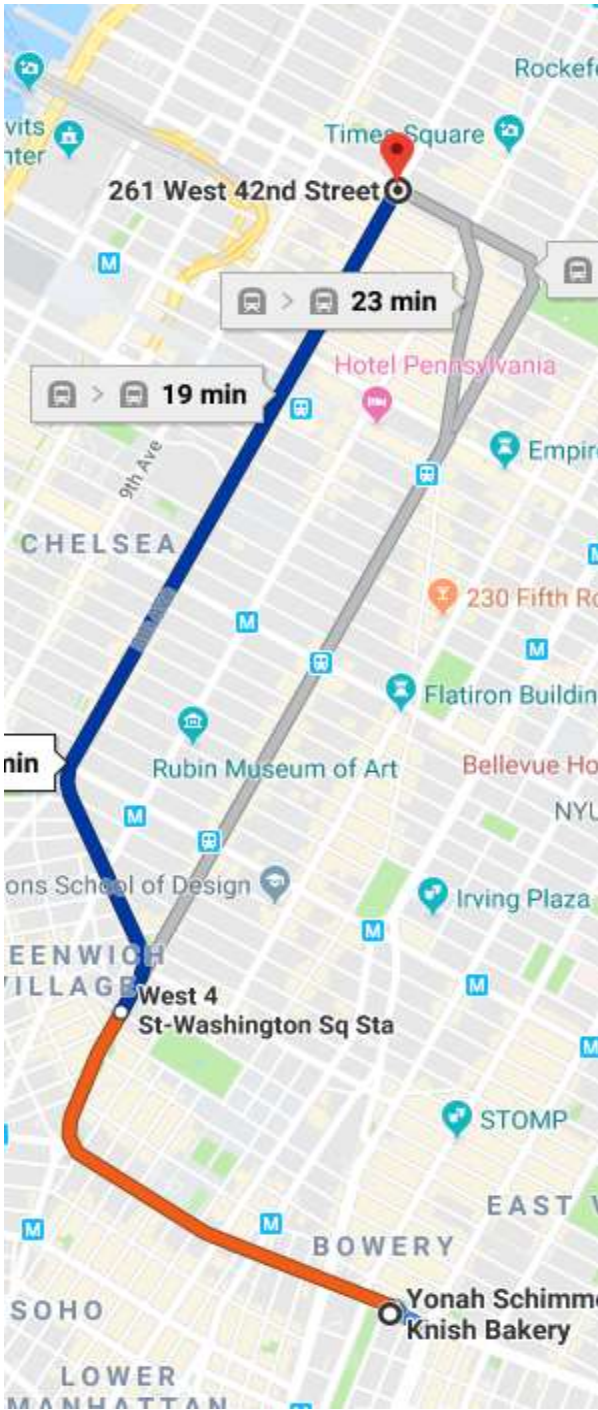 Rockefe
vits
nter
Times Square
261 West 42nd Street
M
> 23 min
Hotel Pennsylvania
> 19 min
Empire
9th Ave
CHELSEA
230 Fifth Ro
M
M
Flatiron Buildin
min
Rubin Museum of Art
Bellevue Ho
NYU
M
ons School of Design
Irving Plaza
M
EENWICH
VILLAGE
M
West 4
St-Washington Sq Sta
M
STOMP
EAST V
M
M
BOWERY
Yonah Schimme
Knish Bakery
SOHO
LOWER
MANHATTAN